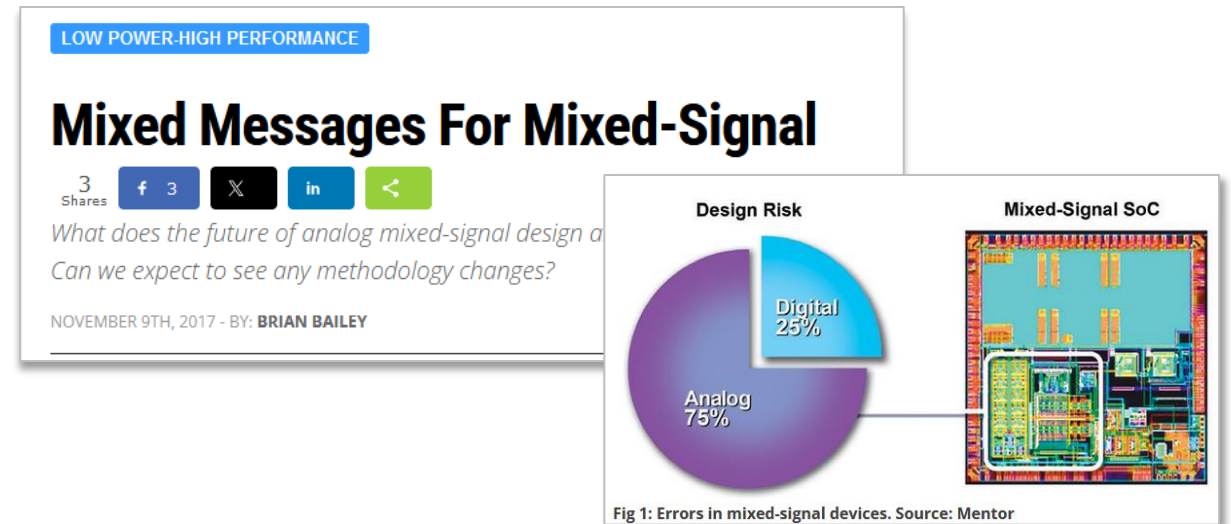 LOW POWER-HIGH PERFORMANCE
Mixed Messages For Mixed-Signal
3
Shares
f 3
X
in
What does the future of analog mixed-signal design a
Can we expect to see any methodology changes?
NOVEMBER 9TH, 2017 - BY: BRIAN BAILEY
Design Risk
Mixed-Signal SoC
Digital
25%
Analog
75%
Fig 1: Errors in mixed-signal devices. Source: Mentor